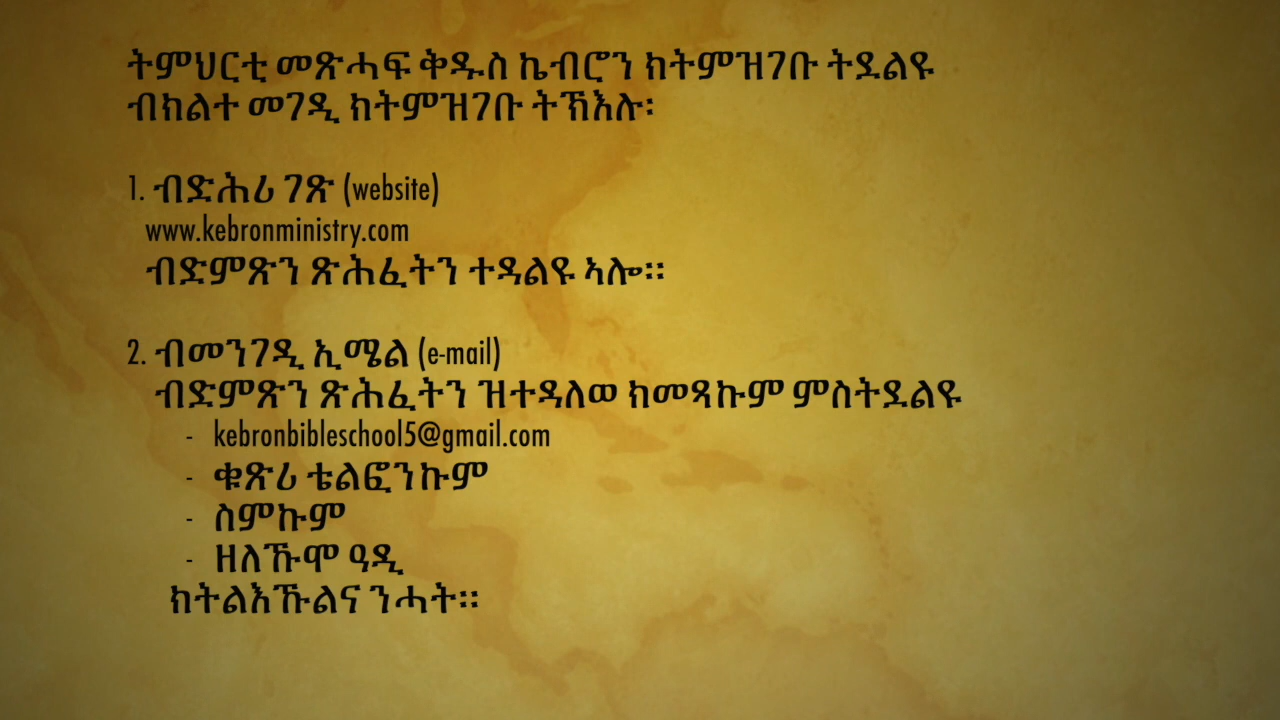 ትምህርቲ መጽሓፍ ቅዱስ ኬብሮን ክትምዝገቡ ትደልዩ
ብክልተ መገዲ ክትምዝገቡ ትኽእሉ፡
1. ብድሕሪ ገጽ (website)
www.kebronministry.com
ብድምጽን ጽሕፈትን ተዳልዩ ኣሎ።
2. ብመንገዲ ኢሜል (e-mail)
ብድምጽን ጽሕፈትን ዝተዳለወ ክመጻኩም ምስትደልዩ
- kebronbibleschool5@gmail.com
- ቁጽሪ ቴልፎንኩም
- ስምኩም
- ዘለኹሞ ዓዲ
ክትልእኹልና ንሓት።